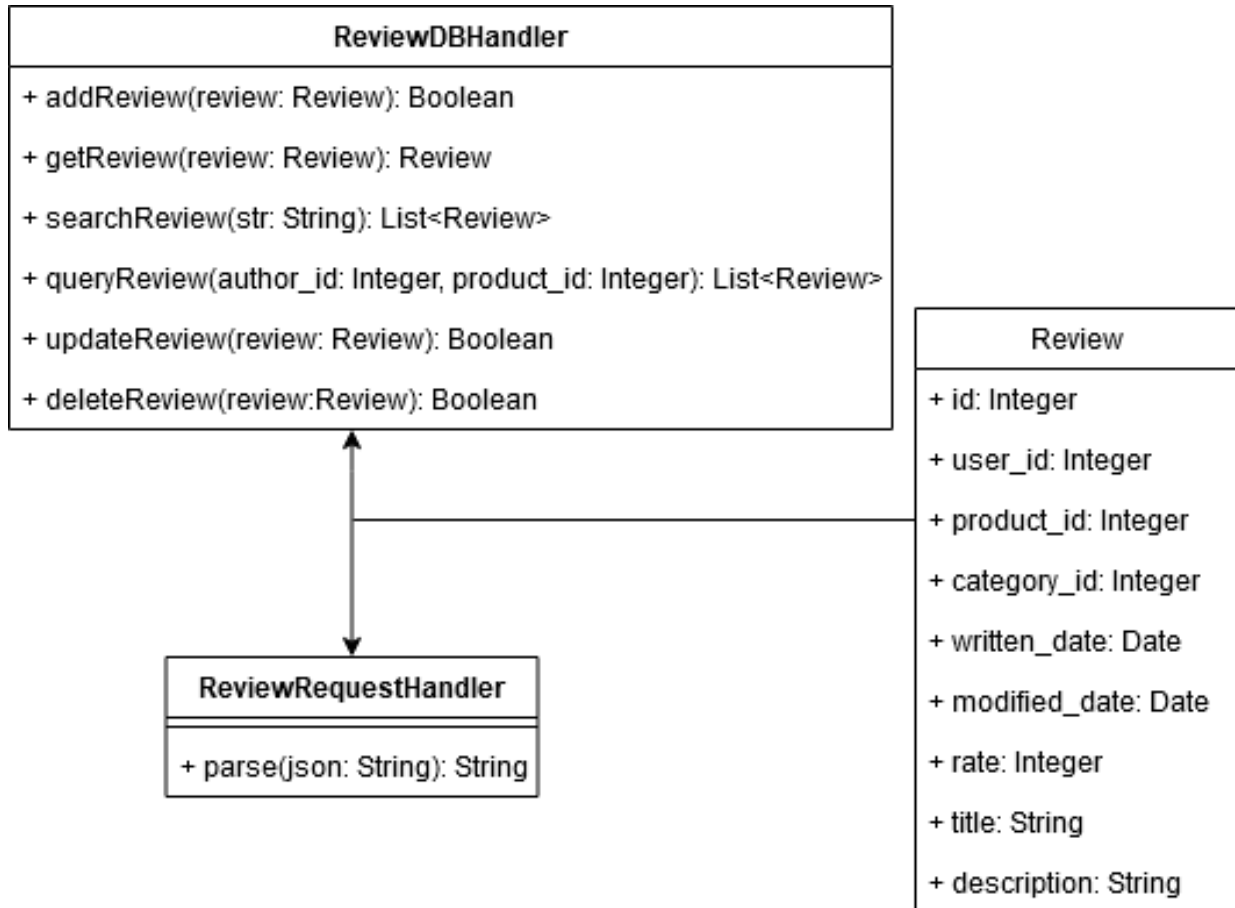 ReviewDBHandler
+ addReview(review: Review): Boolean
+ getReview(review: Review): Review
+ searchReview(str: String): List<Review>
+ queryReview(author_id: Integer, product_id: Integer): List<Review>
+ updateReview(review: Review): Boolean
+ deleteReview(review:Review): Boolean
Review
+ id: Integer
+ user_id: Integer
+ product_id: Integer
+ category_id: Integer
+ written_date: Date
+ modified_date: Date
+ rate: Integer
+ title: String
+ description: String
ReviewRequestHandler
+ parse(json: String): String